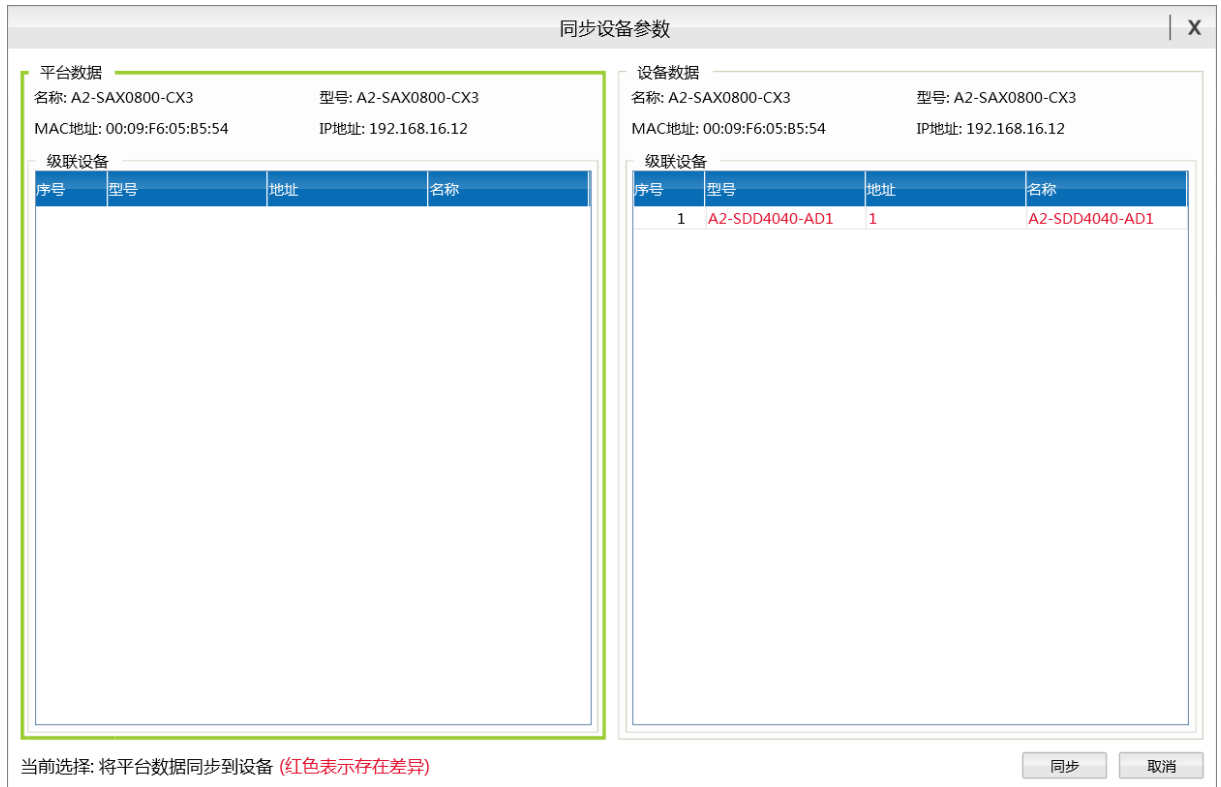 同步设备参数
X
平台数据
名称: A2-SAX0800-CX3 型号: A2-SAX0800-CX3
MAC地址: 00:09:F6:05:B5:54 IP地址: 192.168.16.12
级联设备
序号 型号 地址 名称
设备数据
名称: A2-SAX0800-CX3 型号: A2-SAX0800-CX3
MAC地址: 00:09:F6:05:B5:54 IP地址: 192.168.16.12
级联设备
序号 型号 地址 名称
1 A2-SDD4040-AD1 1 A2-SDD4040-AD1
当前选择: 将平台数据同步到设备 (红色表示存在差异)
同步 取消